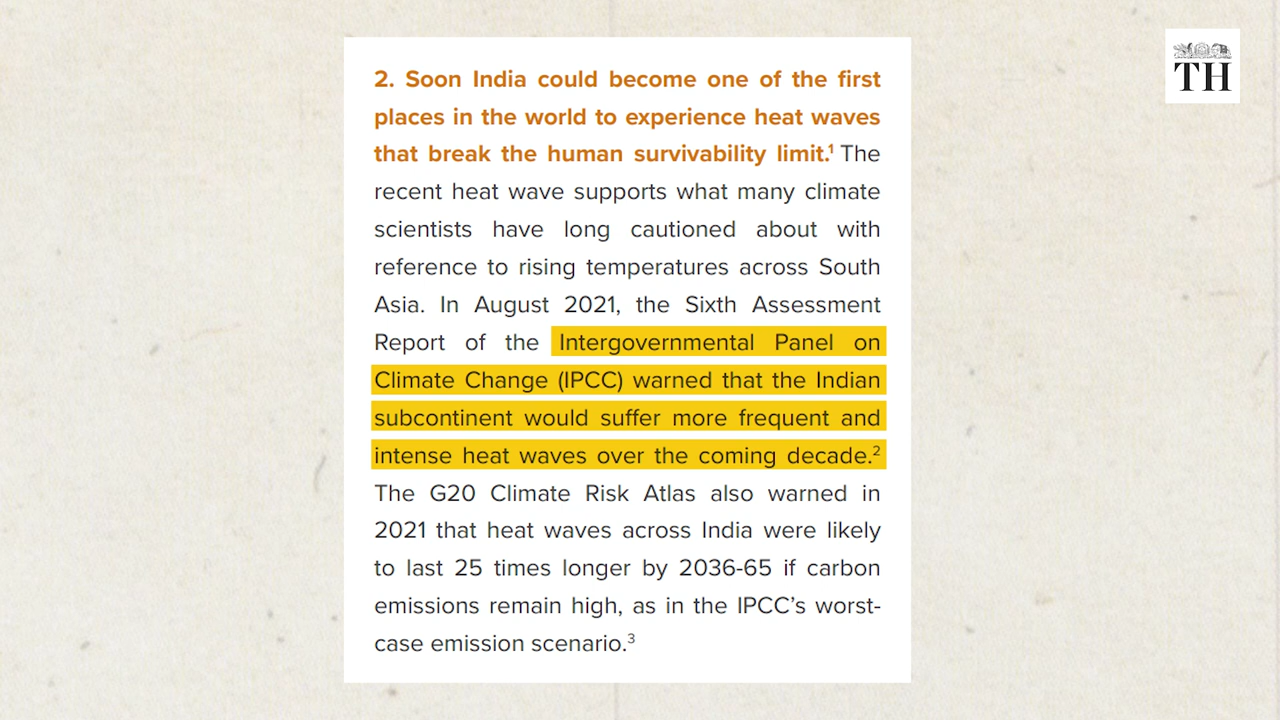 TH
2. Soon India could become one of the first
places in the world to experience heat waves
that break the human survivability limit.¹ The
recent heat wave supports what many climate
scientists have long cautioned about with
reference to rising temperatures across South
Asia. In August 2021, the Sixth Assessment
Report of the Intergovernmental Panel on
Climate Change (IPCC) warned that the Indian
subcontinent would suffer more frequent and
intense heat waves over the coming decade.²
The G20 Climate Risk Atlas also warned in
2021 that heat waves across India were likely
to last 25 times longer by 2036-65 if carbon
emissions remain high, as in the IPCC's worst-
case emission scenario.³